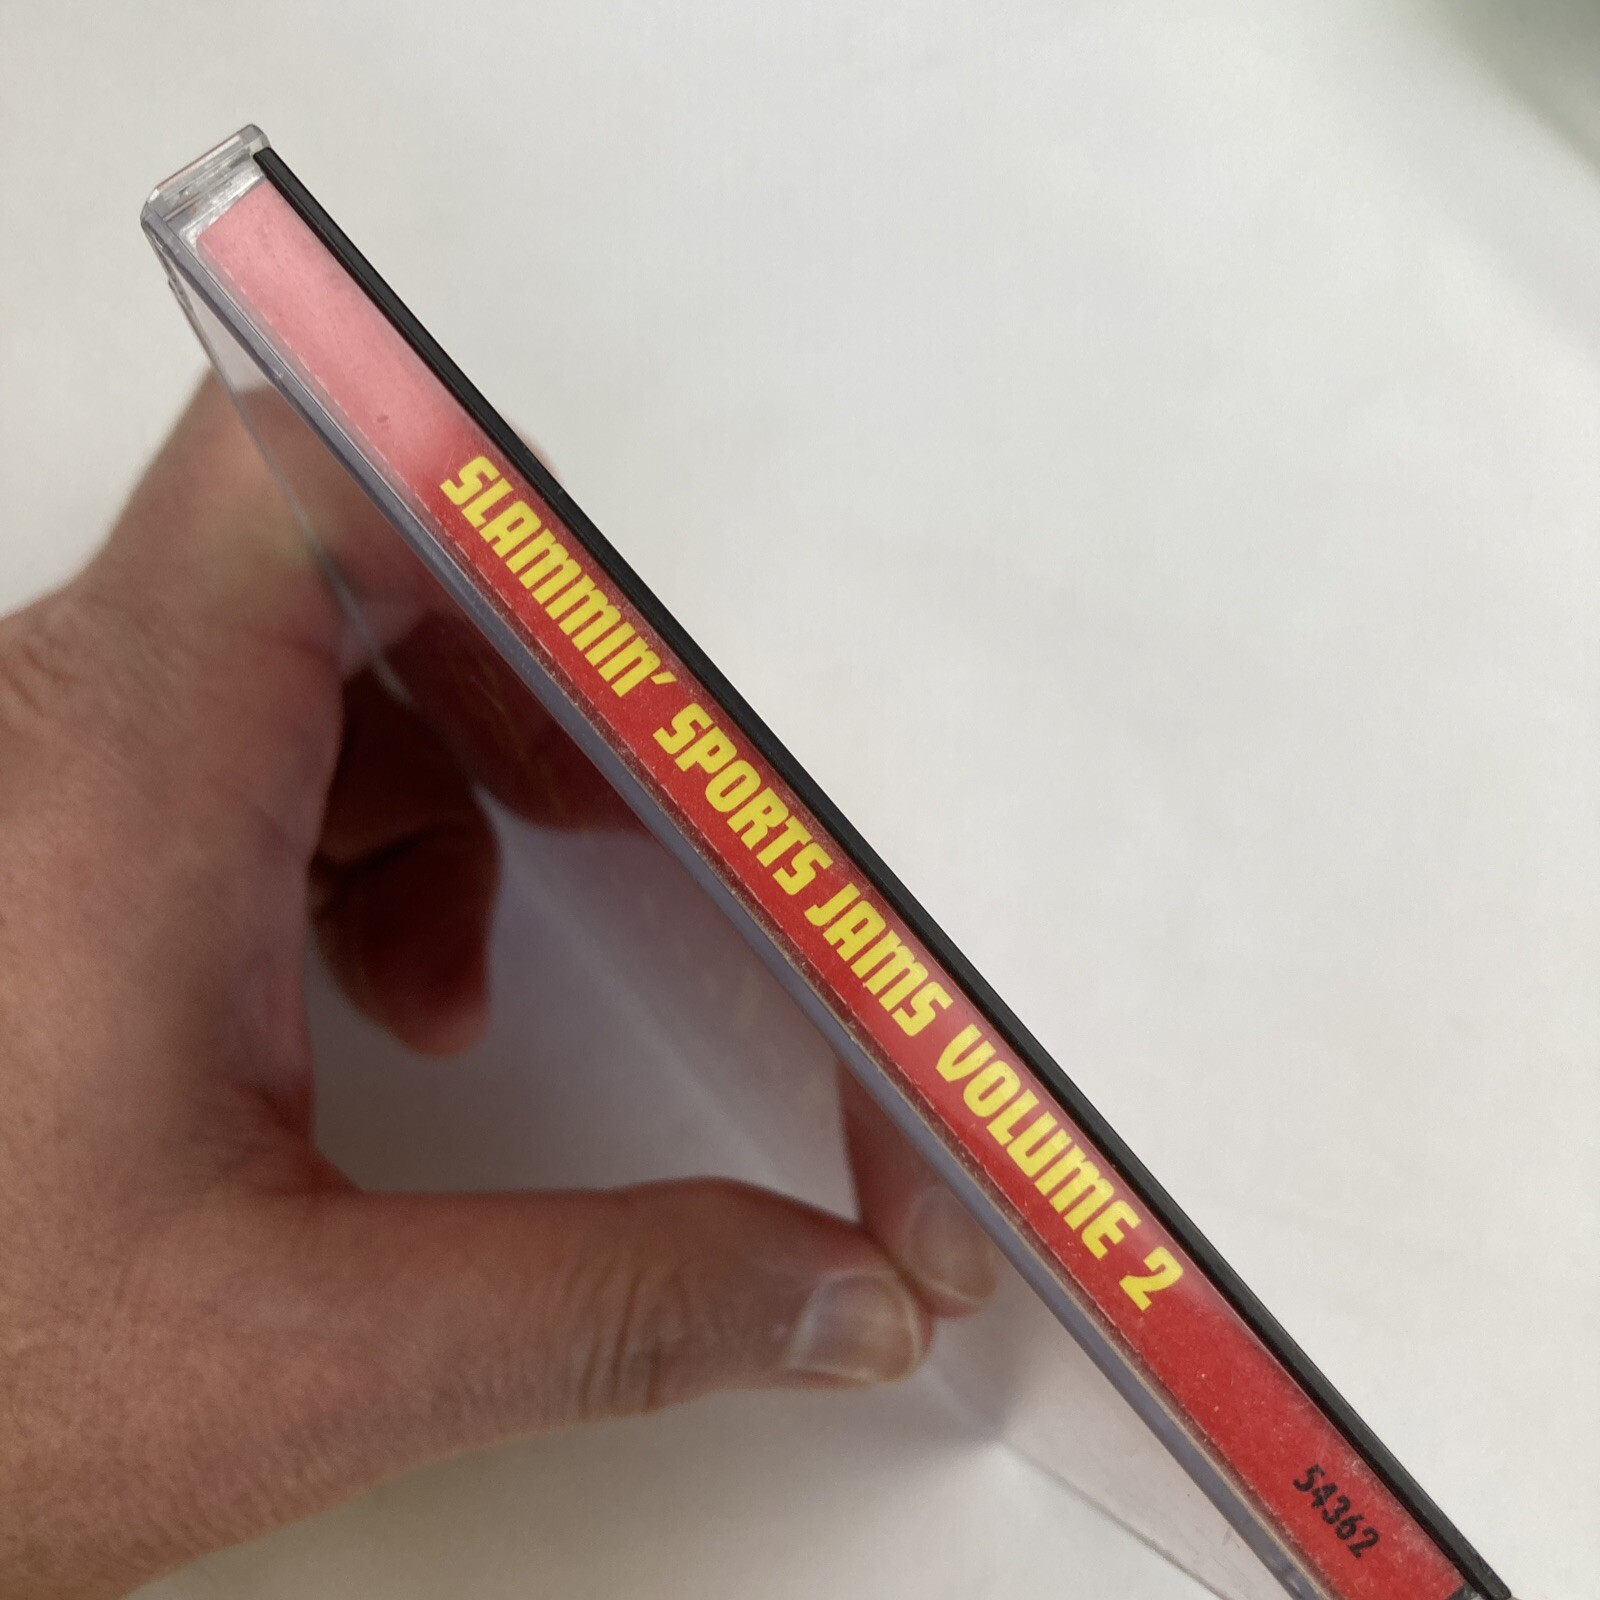 SLAMMIN' SPORTS JAMS VOLUME 2
54362